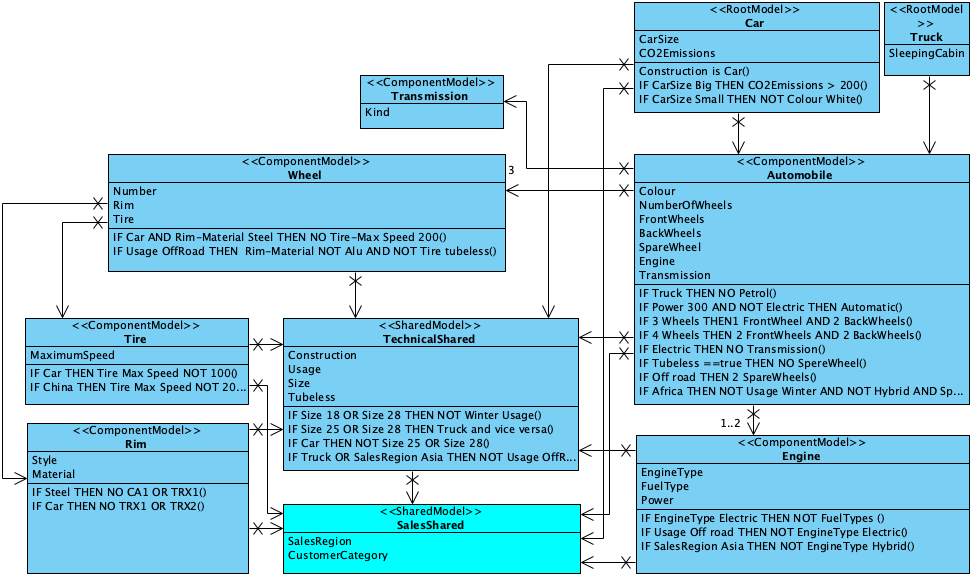 <<RootModel>>
Car
CarSize
CO2Emissions
Construction is Car()
IF CarSize Big THEN CO2Emissions > 200()
IF CarSize Small THEN NOT Colour White()
<<RootModel
>>
Truck
SleepingCabin
<<ComponentModel>>
Transmission
Kind
<<ComponentModel>>
Wheel
Number
Rim
Tire
IF Car AND Rim-Material Steel THEN NO Tire-Max Speed 200()
IF Usage OffRoad THEN  Rim-Material NOT Alu AND NOT Tire tubeless()
3
<<ComponentModel>>
Automobile
Colour
NumberOfWheels
FrontWheels
BackWheels
SpareWheel
Engine
Transmission
IF Truck THEN NO Petrol()
IF Power 300 AND NOT Electric THEN Automatic()
IF 3 Wheels THEN1 FrontWheel AND 2 BackWheels()
IF 4 Wheels THEN 2 FrontWheels AND 2 BackWheels()
IF Electric THEN NO Transmission()
IF Tubeless ==true THEN NO SpereWheel()
IF Off road THEN 2 SpareWheels()
IF Africa THEN NOT Usage Winter AND NOT Hybrid AND Sp...
1..2
<<ComponentModel>>
Tire
MaximumSpeed
IF Car THEN Tire Max Speed NOT 100()
IF China THEN Tire Max Speed NOT 20...
<<SharedModel>>
TechnicalShared
Construction
Usage
Size
Tubeless
IF Size 18 OR Size 28 THEN NOT Winter Usage()
IF Size 25 OR Size 28 THEN Truck and vice versa()
IF Car THEN NOT Size 25 OR Size 28()
IF Truck OR SalesRegion Asia THEN NOT Usage OffR...
<<ComponentModel>>
Rim
Style
Material
IF Steel THEN NO CA1 OR TRX1()
IF Car THEN NO TRX1 OR TRX2()
<<SharedModel>>
SalesShared
SalesRegion
CustomerCategory
<<ComponentModel>>
Engine
EngineType
FuelType
Power
IF EngineType Electric THEN NOT FuelTypes ()
IF Usage Off road THEN NOT EngineType Electric()
IF SalesRegion Asia THEN NOT EngineType Hybrid()